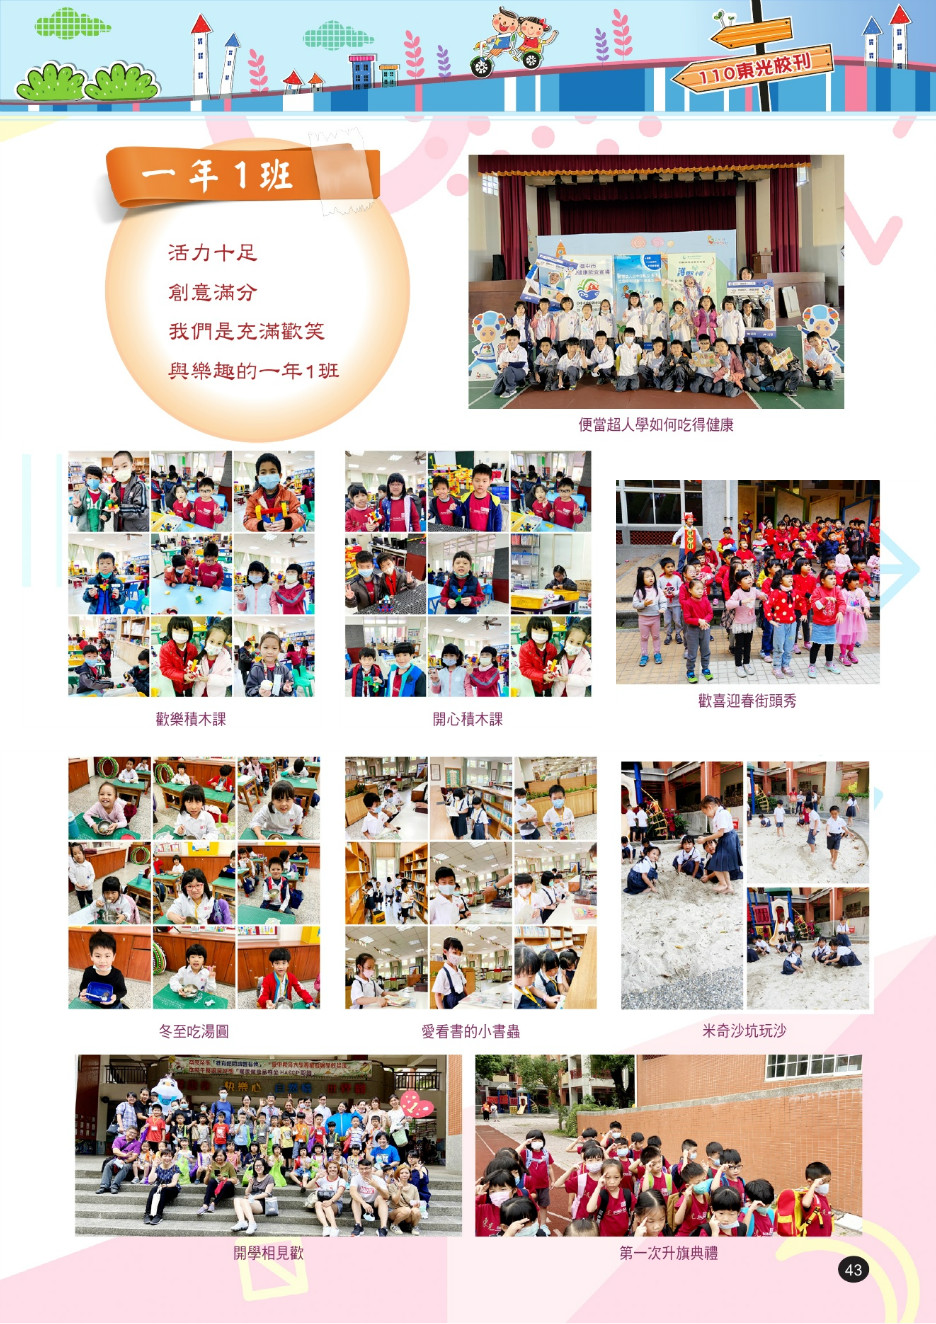 110東光校刊
一年1班
活力十足
創意滿分
我們是充滿歡笑
與樂趣的一年1班
便當超人學如何吃得健康
歡樂積木課
開心積木課
歡喜迎春街頭秀
冬至吃湯圓
愛看書的小書蟲
米奇沙坑玩沙
開學相見歡
第一次升旗典禮
43